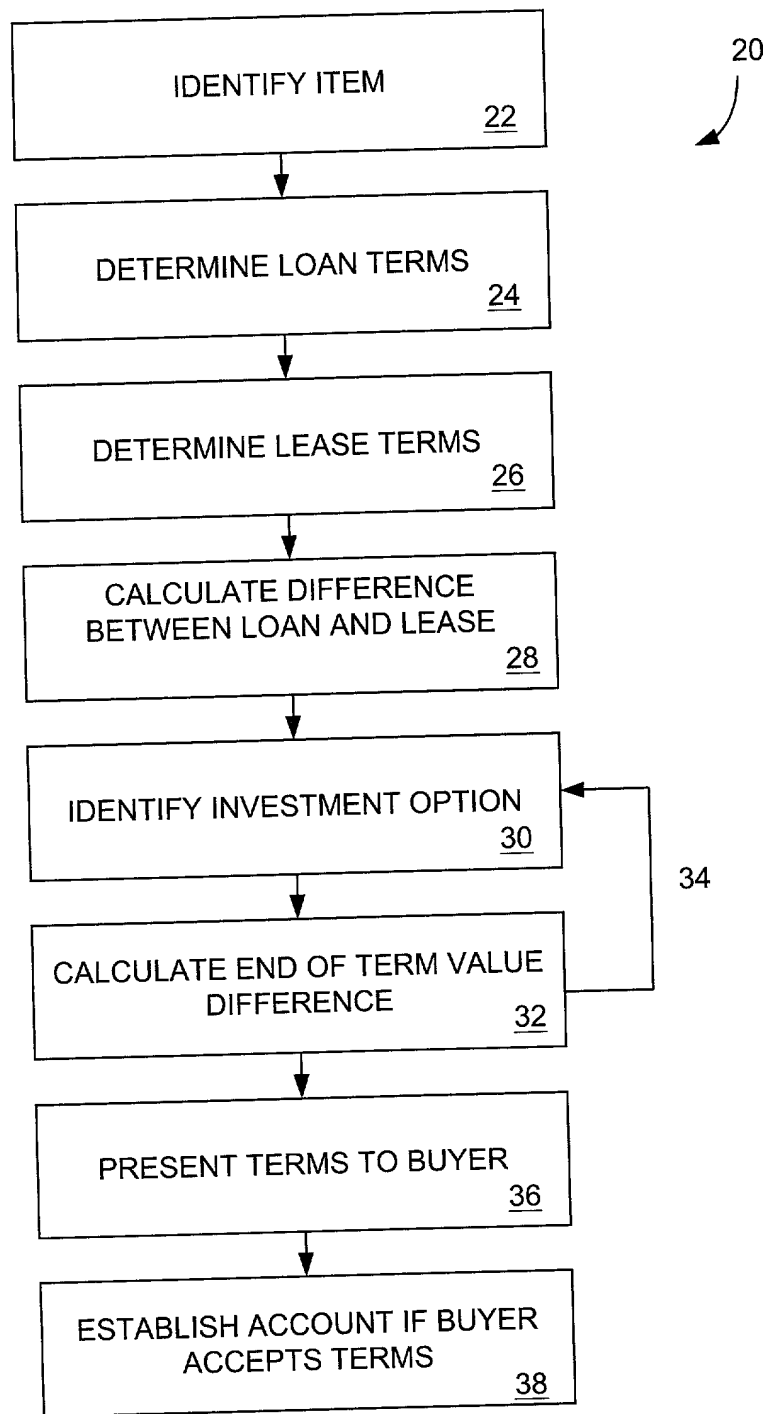 20
IDENTIFY ITEM
22
DETERMINE LOAN TERMS
24
DETERMINE LEASE TERMS
26
CALCULATE DIFFERENCE
BETWEEN LOAN AND LEASE
28
IDENTIFY INVESTMENT OPTION
30
34
CALCULATE END OF TERM VALUE
DIFFERENCE
32
PRESENT TERMS TO BUYER
36
ESTABLISH ACCOUNT IF BUYER
ACCEPTS TERMS
38